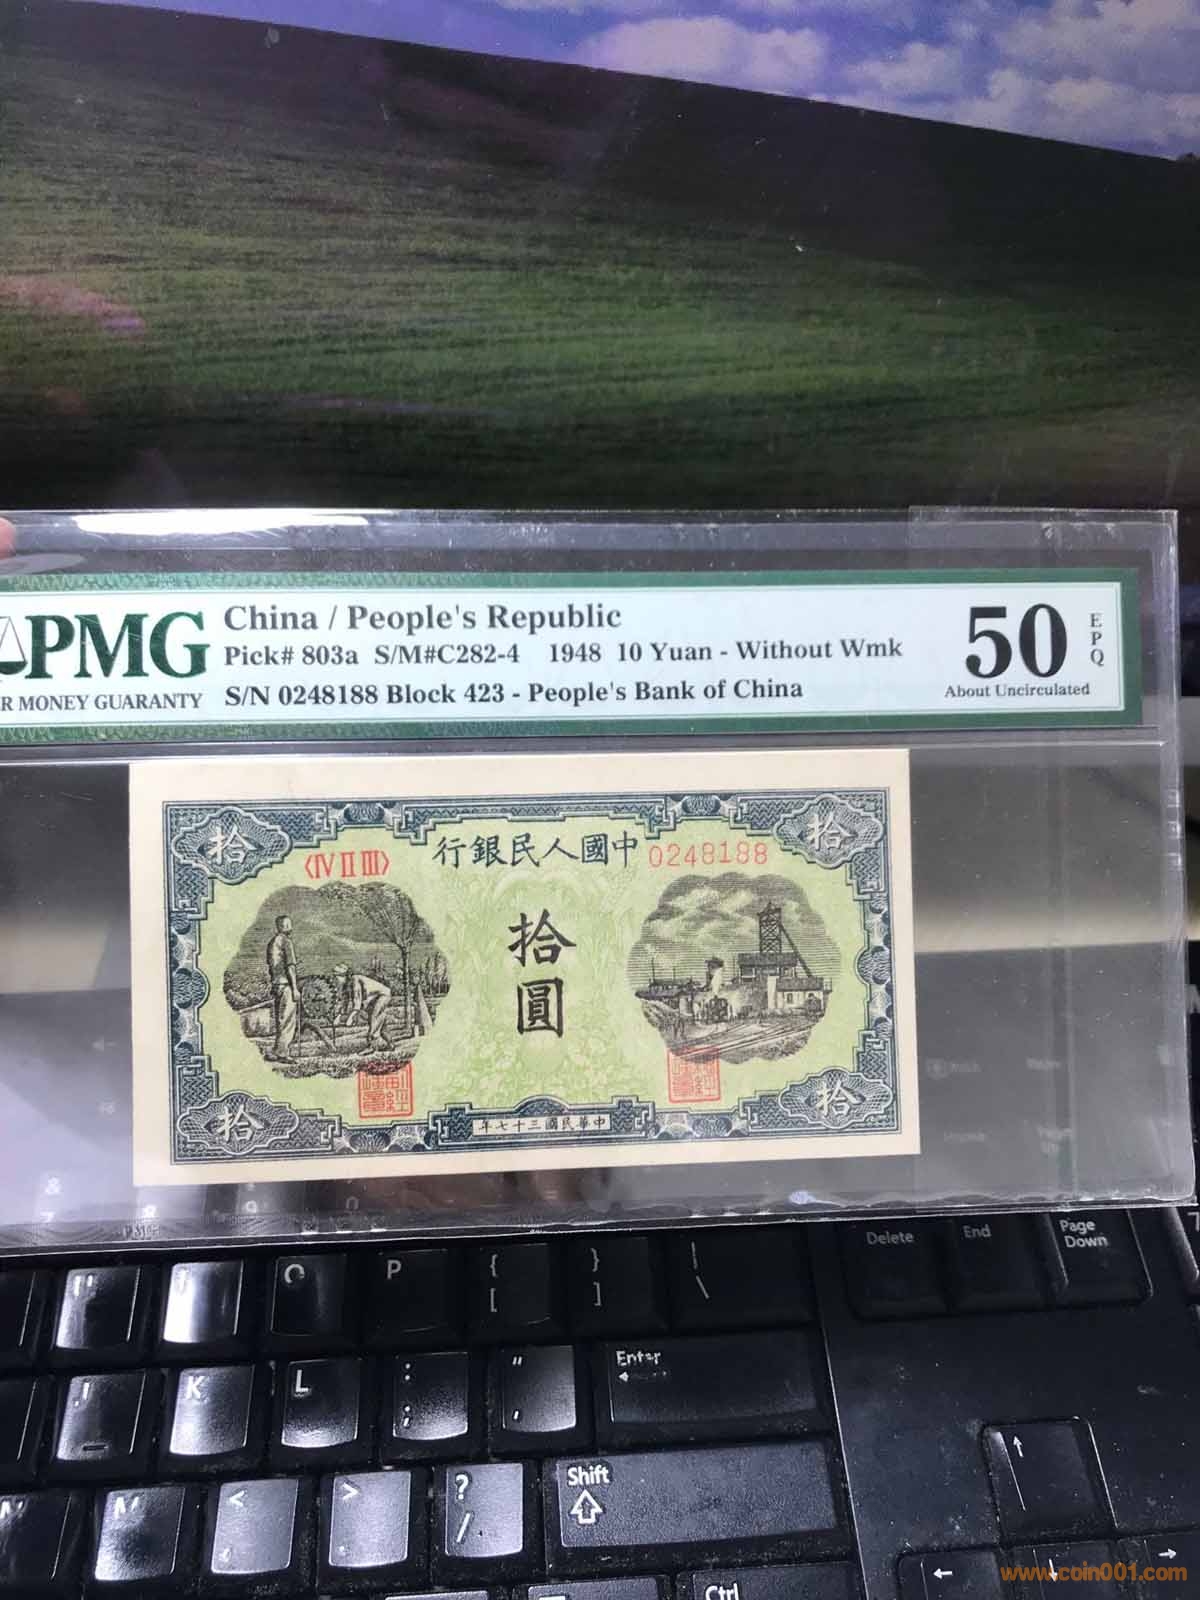 PMG
R MONEY GUARANTY
China / People's Republic
Pick# 803a S/M#C282-4 1948 10 Yuan - Without Wmk
S/N 0248188 Block 423 - People's Bank of China
50
EPQ
About Uncirculated
拾
拾
〈ⅣⅡⅢ〉
行銀民人國中
0248188
拾
圓
拾
拾
年七十三國民華中
Delete
End
Page
Down
O
P
{
[
}
]
|
\
J
K
L
:
;
"
'
Enter
M
<
>
?
/
Shift
Ctrl
www.coin001.com